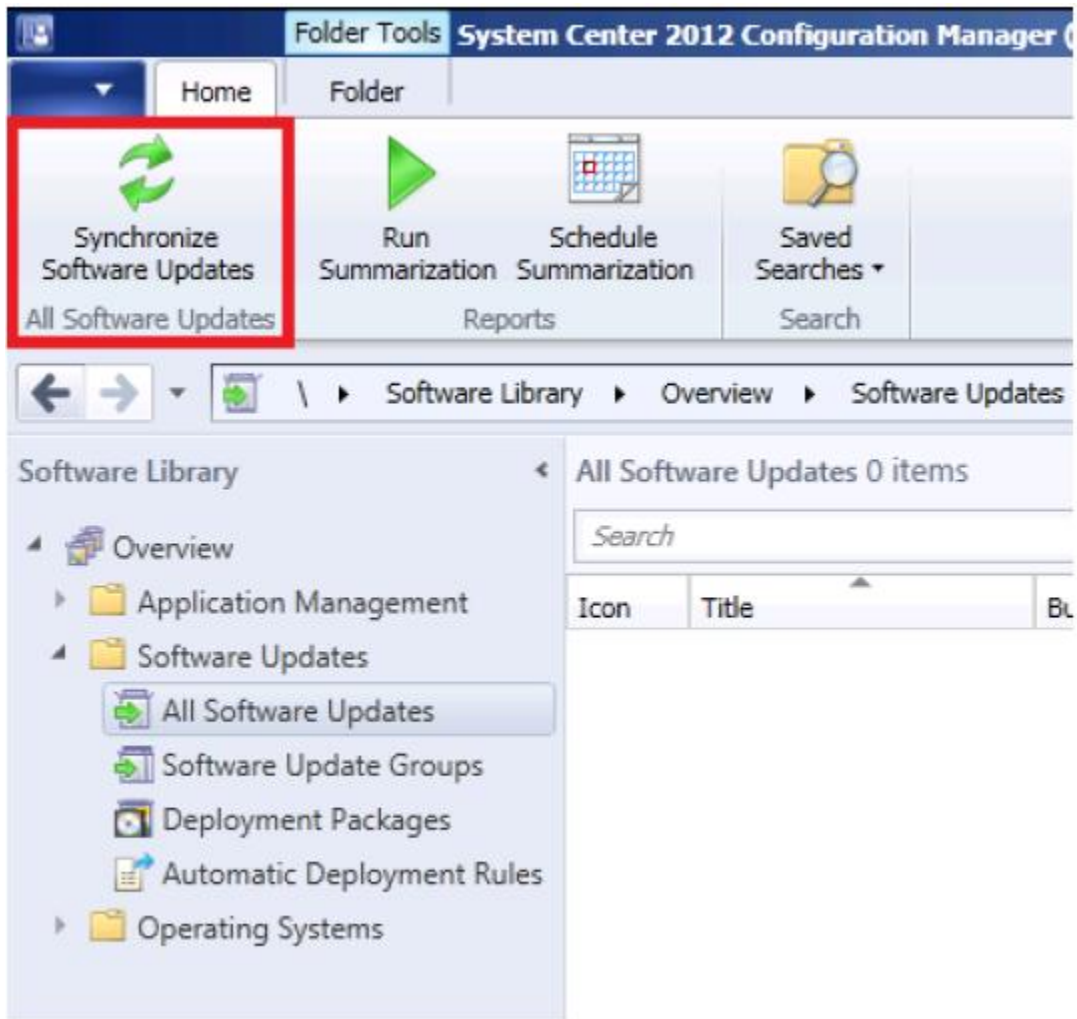 Folder Tools System Center 2012 Configuration Manager (
Home Folder
Synchronize Software Updates
Run Summarization
Schedule Summarization
Saved Searches
All Software Updates Reports Search
\ Software Library Overview Software Updates
Software Library
All Software Updates 0 items
Search
Overview
Icon Title
Application Management
Software Updates
All Software Updates
Software Update Groups
Deployment Packages
Automatic Deployment Rules
Operating Systems